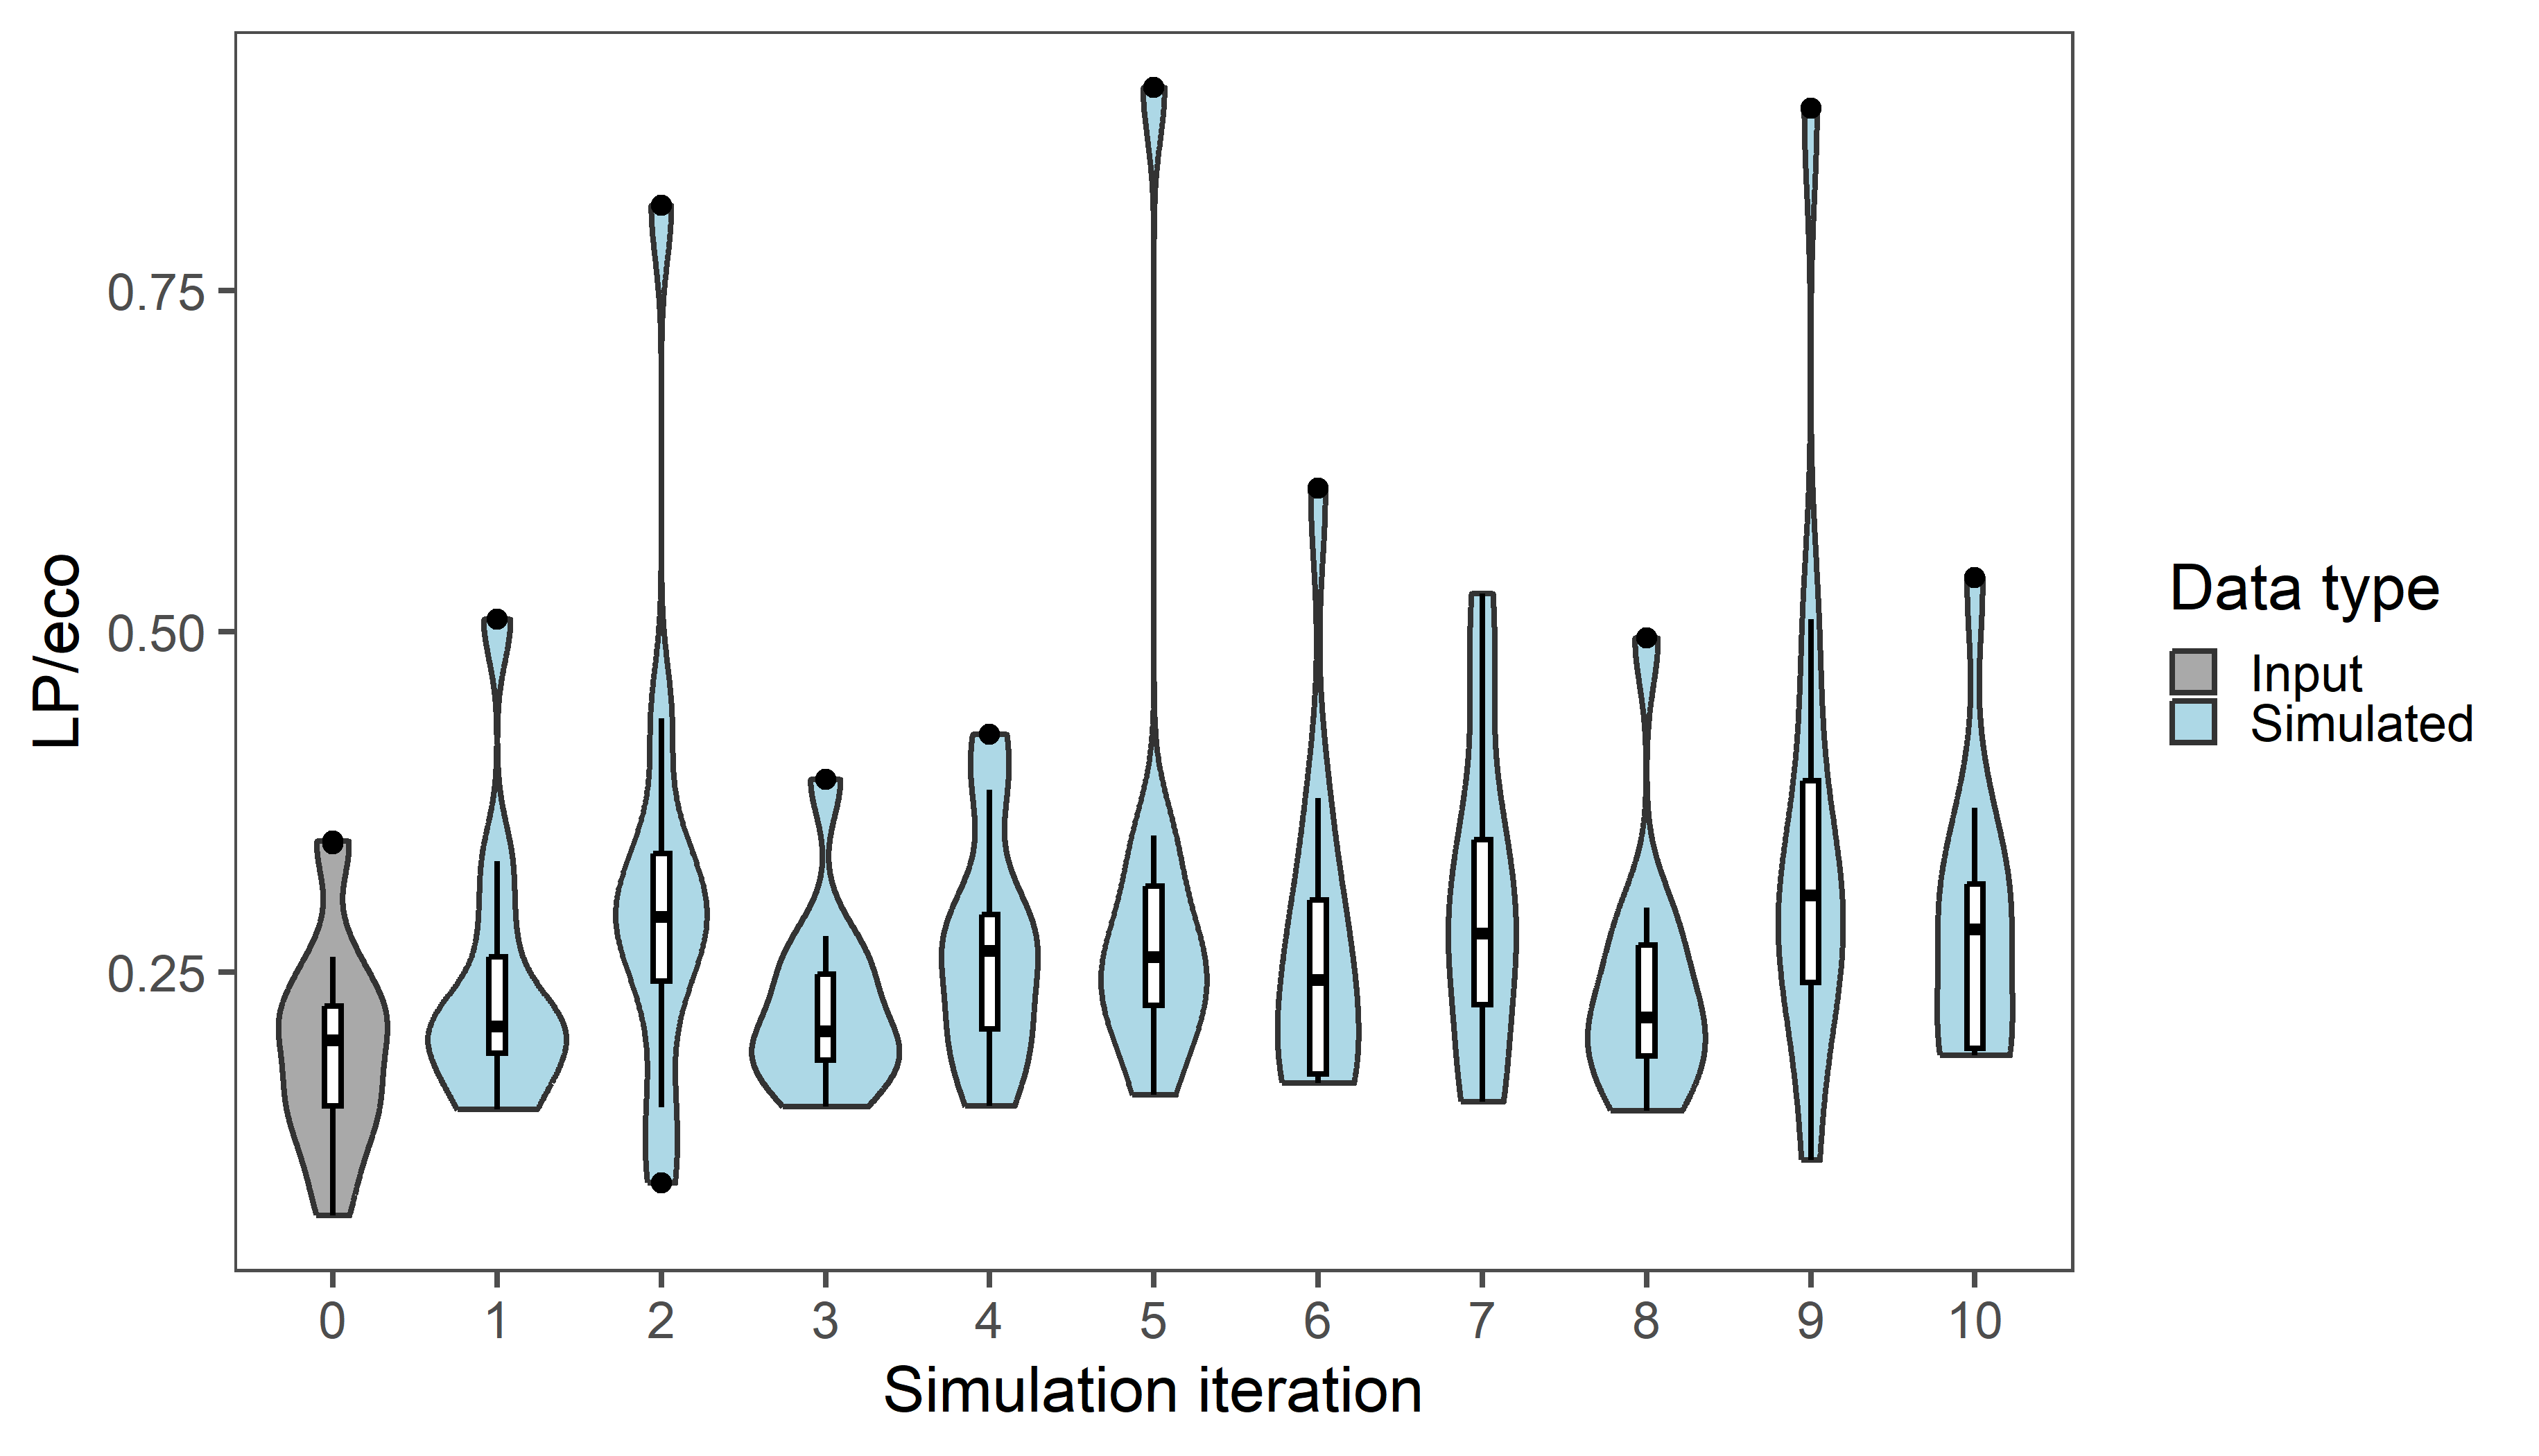 0.75
0.50
0.25
LP/eco
0 1 2 3 4 5 6 7 8 9 10
Simulation iteration
Data type
Input
Simulated